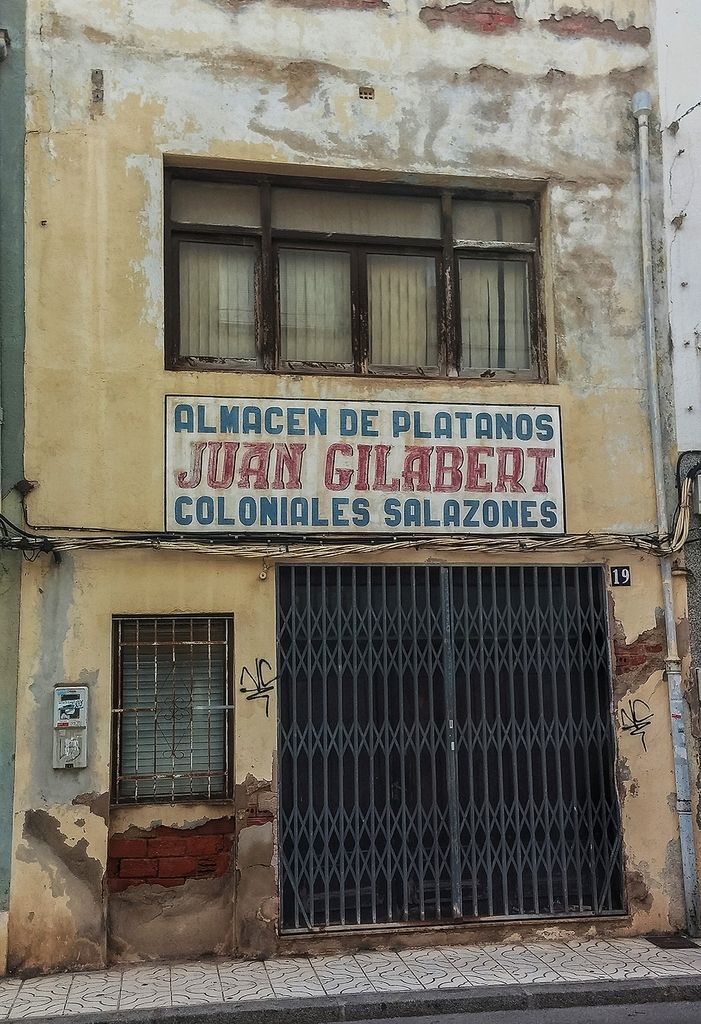 ALMACEN DE PLATANOS
JUAN GILABERT
COLONIALES SALAZONES
19